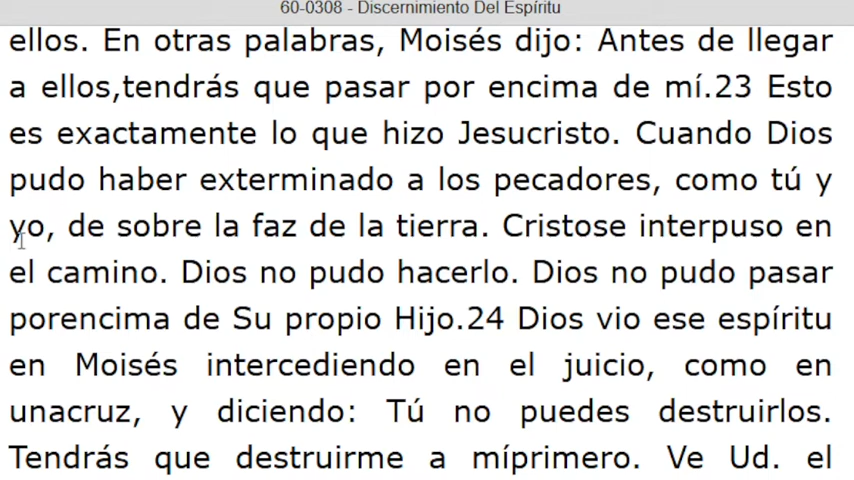 60-0308 - Discernimiento Del Espíritu
ellos. En otras palabras, Moisés dijo: Antes de llegar
a ellos,tendrás que pasar por encima de mí.23 Esto
es exactamente lo que hizo Jesucristo. Cuando Dios
pudo haber exterminado a los pecadores, como tú y
yo, de sobre la faz de la tierra. Cristose interpuso en
el camino. Dios no pudo hacerlo. Dios no pudo pasar
porencima de Su propio Hijo.24 Dios vio ese espíritu
en Moisés intercediendo en el juicio, como en
unacruz, y diciendo: Tú no puedes destruirlos.
Tendrás que destruirme a míprimero. Ve Ud. el